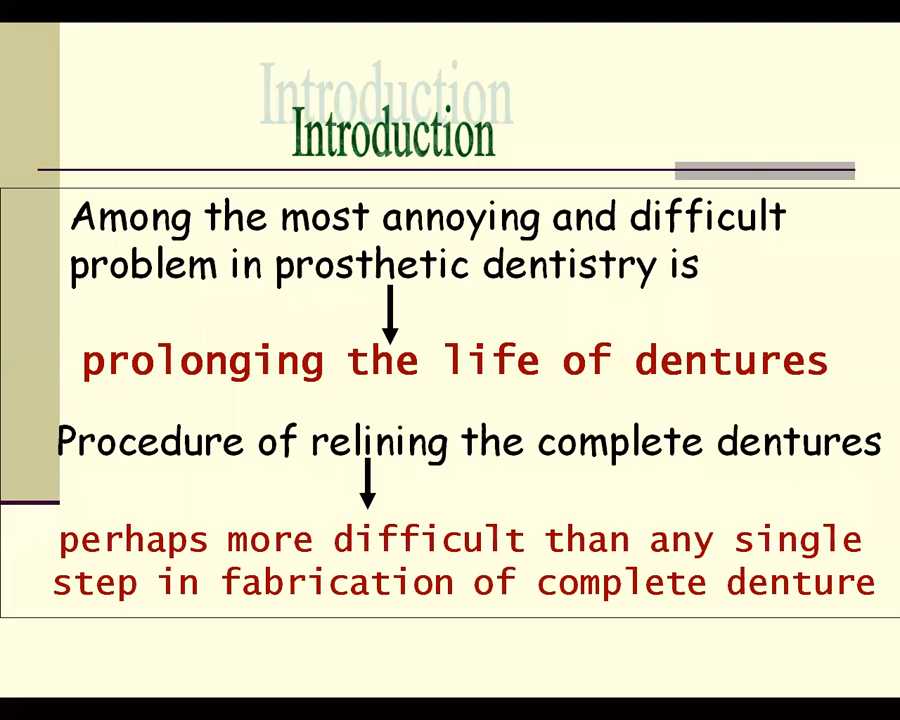 Introduction
Among the most annoying and difficult
problem in prosthetic dentistry is
prolonging the life of dentures
Procedure of relining the complete dentures
perhaps more difficult than any single
step in fabrication of complete denture